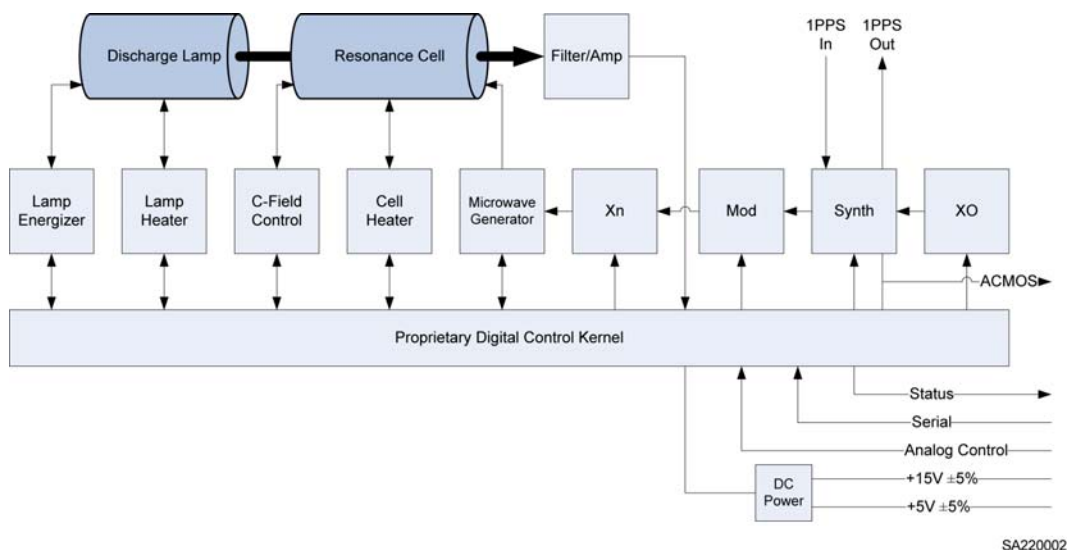 Discharge Lamp
Resonance Cell
Filter/Amp
1PPS
In
1PPS
Out
Lamp
Energizer
Lamp
Heater
C-Field
Control
Cell
Heater
Microwave
Generator
Xn
Mod
Synth
XO
ACMOS
Proprietary Digital Control Kernel
Status
Serial
Analog Control
DC
Power
+15V ±5%
+5V ±5%
SA220002